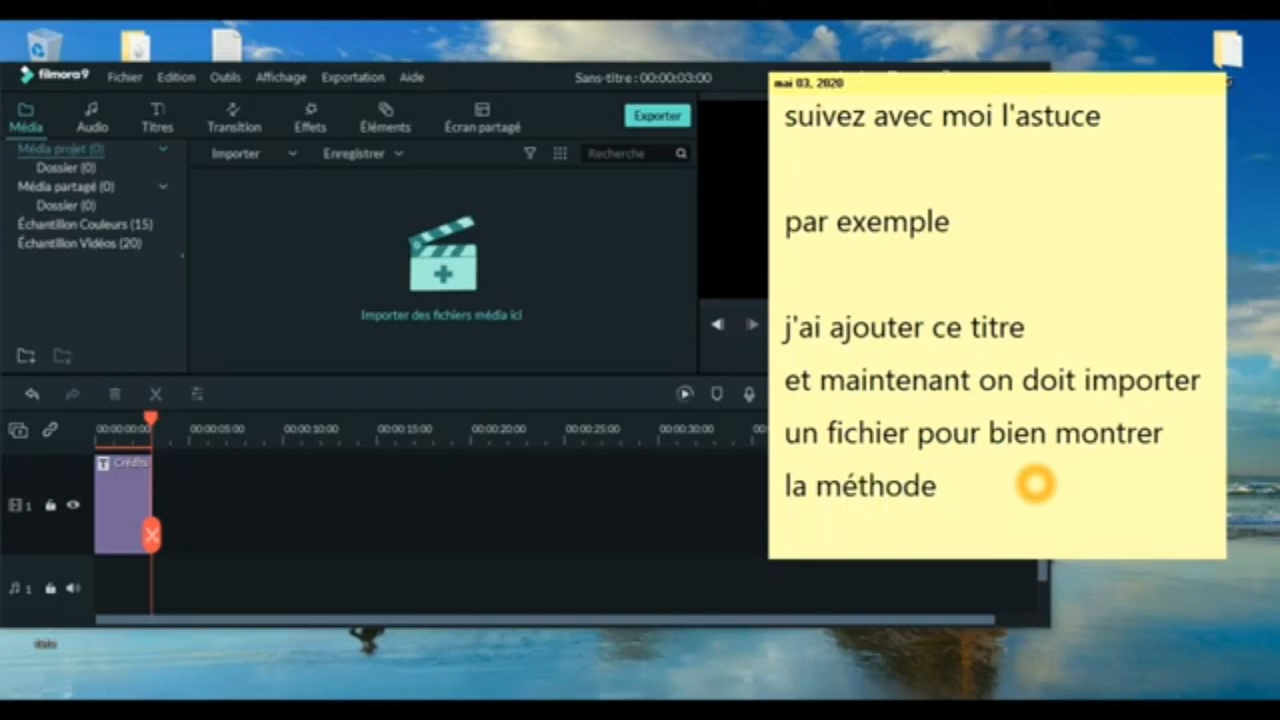 filmora9
Fichier Edition Outils Affichage Exportation Aide
Sans-titre : 00:00:03:00
Média Audio Titres Transition Effets Éléments Écran partagé
Exporter
Média projet (0)
Dossier (0)
Média partagé (0)
Dossier (0)
Échantillon Couleurs (15)
Échantillon Vidéos (20)
Importer Enregistrer Recherche
Importer des fichiers média ici
00:00:00:00 00:00:05:00 00:00:10:00 00:00:15:00 00:00:20:00 00:00:25:00 00:00:30:00
T Crédits
1
1
mai 03, 2020
suivez avec moi l'astuce
par exemple
j'ai ajouter ce titre
et maintenant on doit importer
un fichier pour bien montrer
la méthode